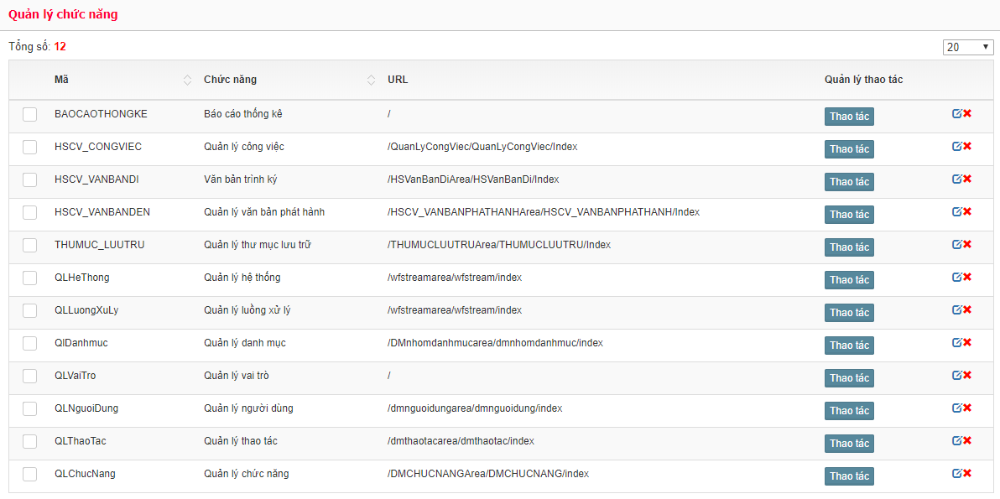 Quản lý chức năng
Tổng số: 12
20
Mã Chức năng URL Quản lý thao tác
BAOCAOTHONGKE Báo cáo thống kê / Thao tác
HSCV_CONGVIEC Quản lý công việc /QuanLyCongViec/QuanLyCongViec/Index Thao tác
HSCV_VANBANDI Văn bản trình ký /HSVanBanDiArea/HSVanBanDi/Index Thao tác
HSCV_VANBANDEN Quản lý văn bản phát hành /HSCV_VANBANPHATHANHArea/HSCV_VANBANPHATHANH/Index Thao tác
THUMUC_LUUTRU Quản lý thư mục lưu trữ /THUMUCLUUTRUArea/THUMUCLUUTRU/Index Thao tác
QLHeThong Quản lý hệ thống /wfstreamarea/wfstream/index Thao tác
QLLuongXuLy Quản lý luồng xử lý /wfstreamarea/wfstream/index Thao tác
QlDanhmuc Quản lý danh mục /DMnhomdanhmucarea/dmnhomdanhmuc/index Thao tác
QLVaiTro Quản lý vai trò / Thao tác
QLNguoiDung Quản lý người dùng /dmnguoidungarea/dmnguoidung/index Thao tác
QLThaoTac Quản lý thao tác /dmthaotacarea/dmthaotac/index Thao tác
QLChucNang Quản lý chức năng /DMCHUCNANGArea/DMCHUCNANG/index Thao tác